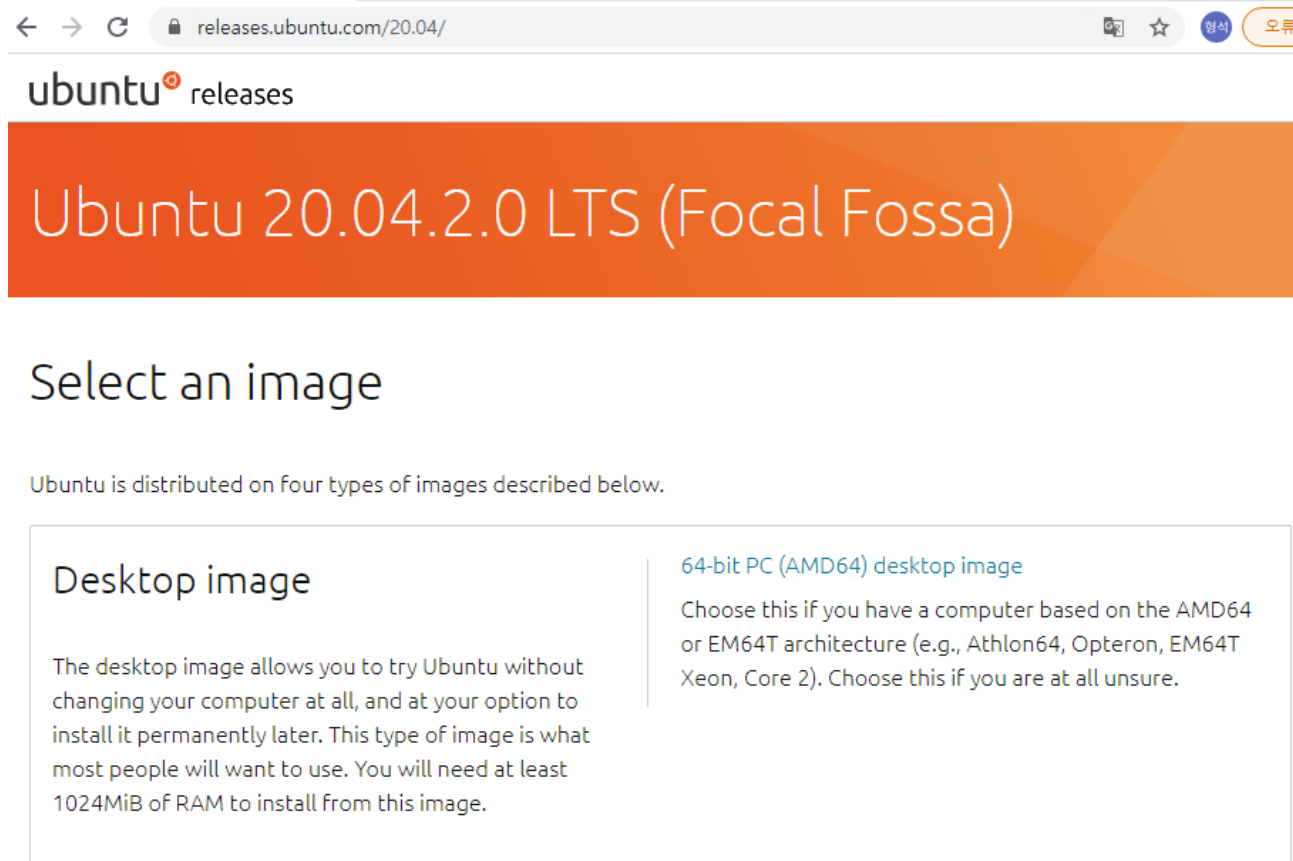 releases.ubuntu.com/20.04/
형석
오류
ubuntu releases
Ubuntu 20.04.2.0 LTS (Focal Fossa)
Select an image
Ubuntu is distributed on four types of images described below.
Desktop image
The desktop image allows you to try Ubuntu without
changing your computer at all, and at your option to
install it permanently later. This type of image is what
most people will want to use. You will need at least
1024MiB of RAM to install from this image.
64-bit PC (AMD64) desktop image
Choose this if you have a computer based on the AMD64
or EM64T architecture (e.g., Athlon64, Opteron, EM64T
Xeon, Core 2). Choose this if you are at all unsure.